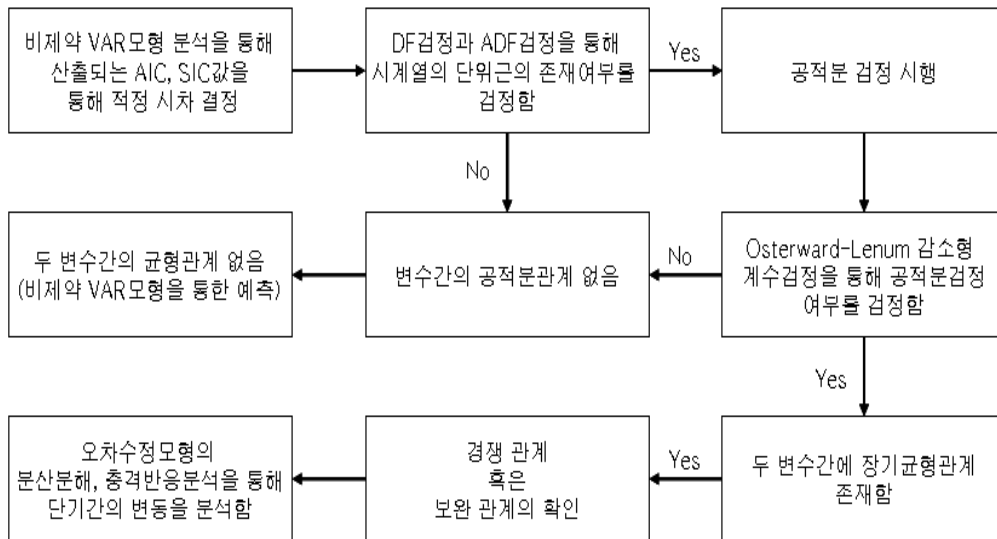 비제약 VAR모형 분석을 통해
산출되는 AIC, SIC값을
통해 적정 시차 결정
DF검정과 ADF검정을 통해
시계열의 단위근의 존재여부를
검정함
Yes
공적분 검정 시행
No
두 변수간의 균형관계 없음
(비제약 VAR모형을 통한 예측)
변수간의 공적분관계 없음
No
Osterward-Lenum 감소형
계수검정을 통해 공적분검정
여부를 검정함
Yes
오차수정모형의
분산분해, 충격반응분석을 통해
단기간의 변동을 분석함
경쟁 관계
혹은
보완 관계의 확인
Yes
두 변수간에 장기균형관계
존재함